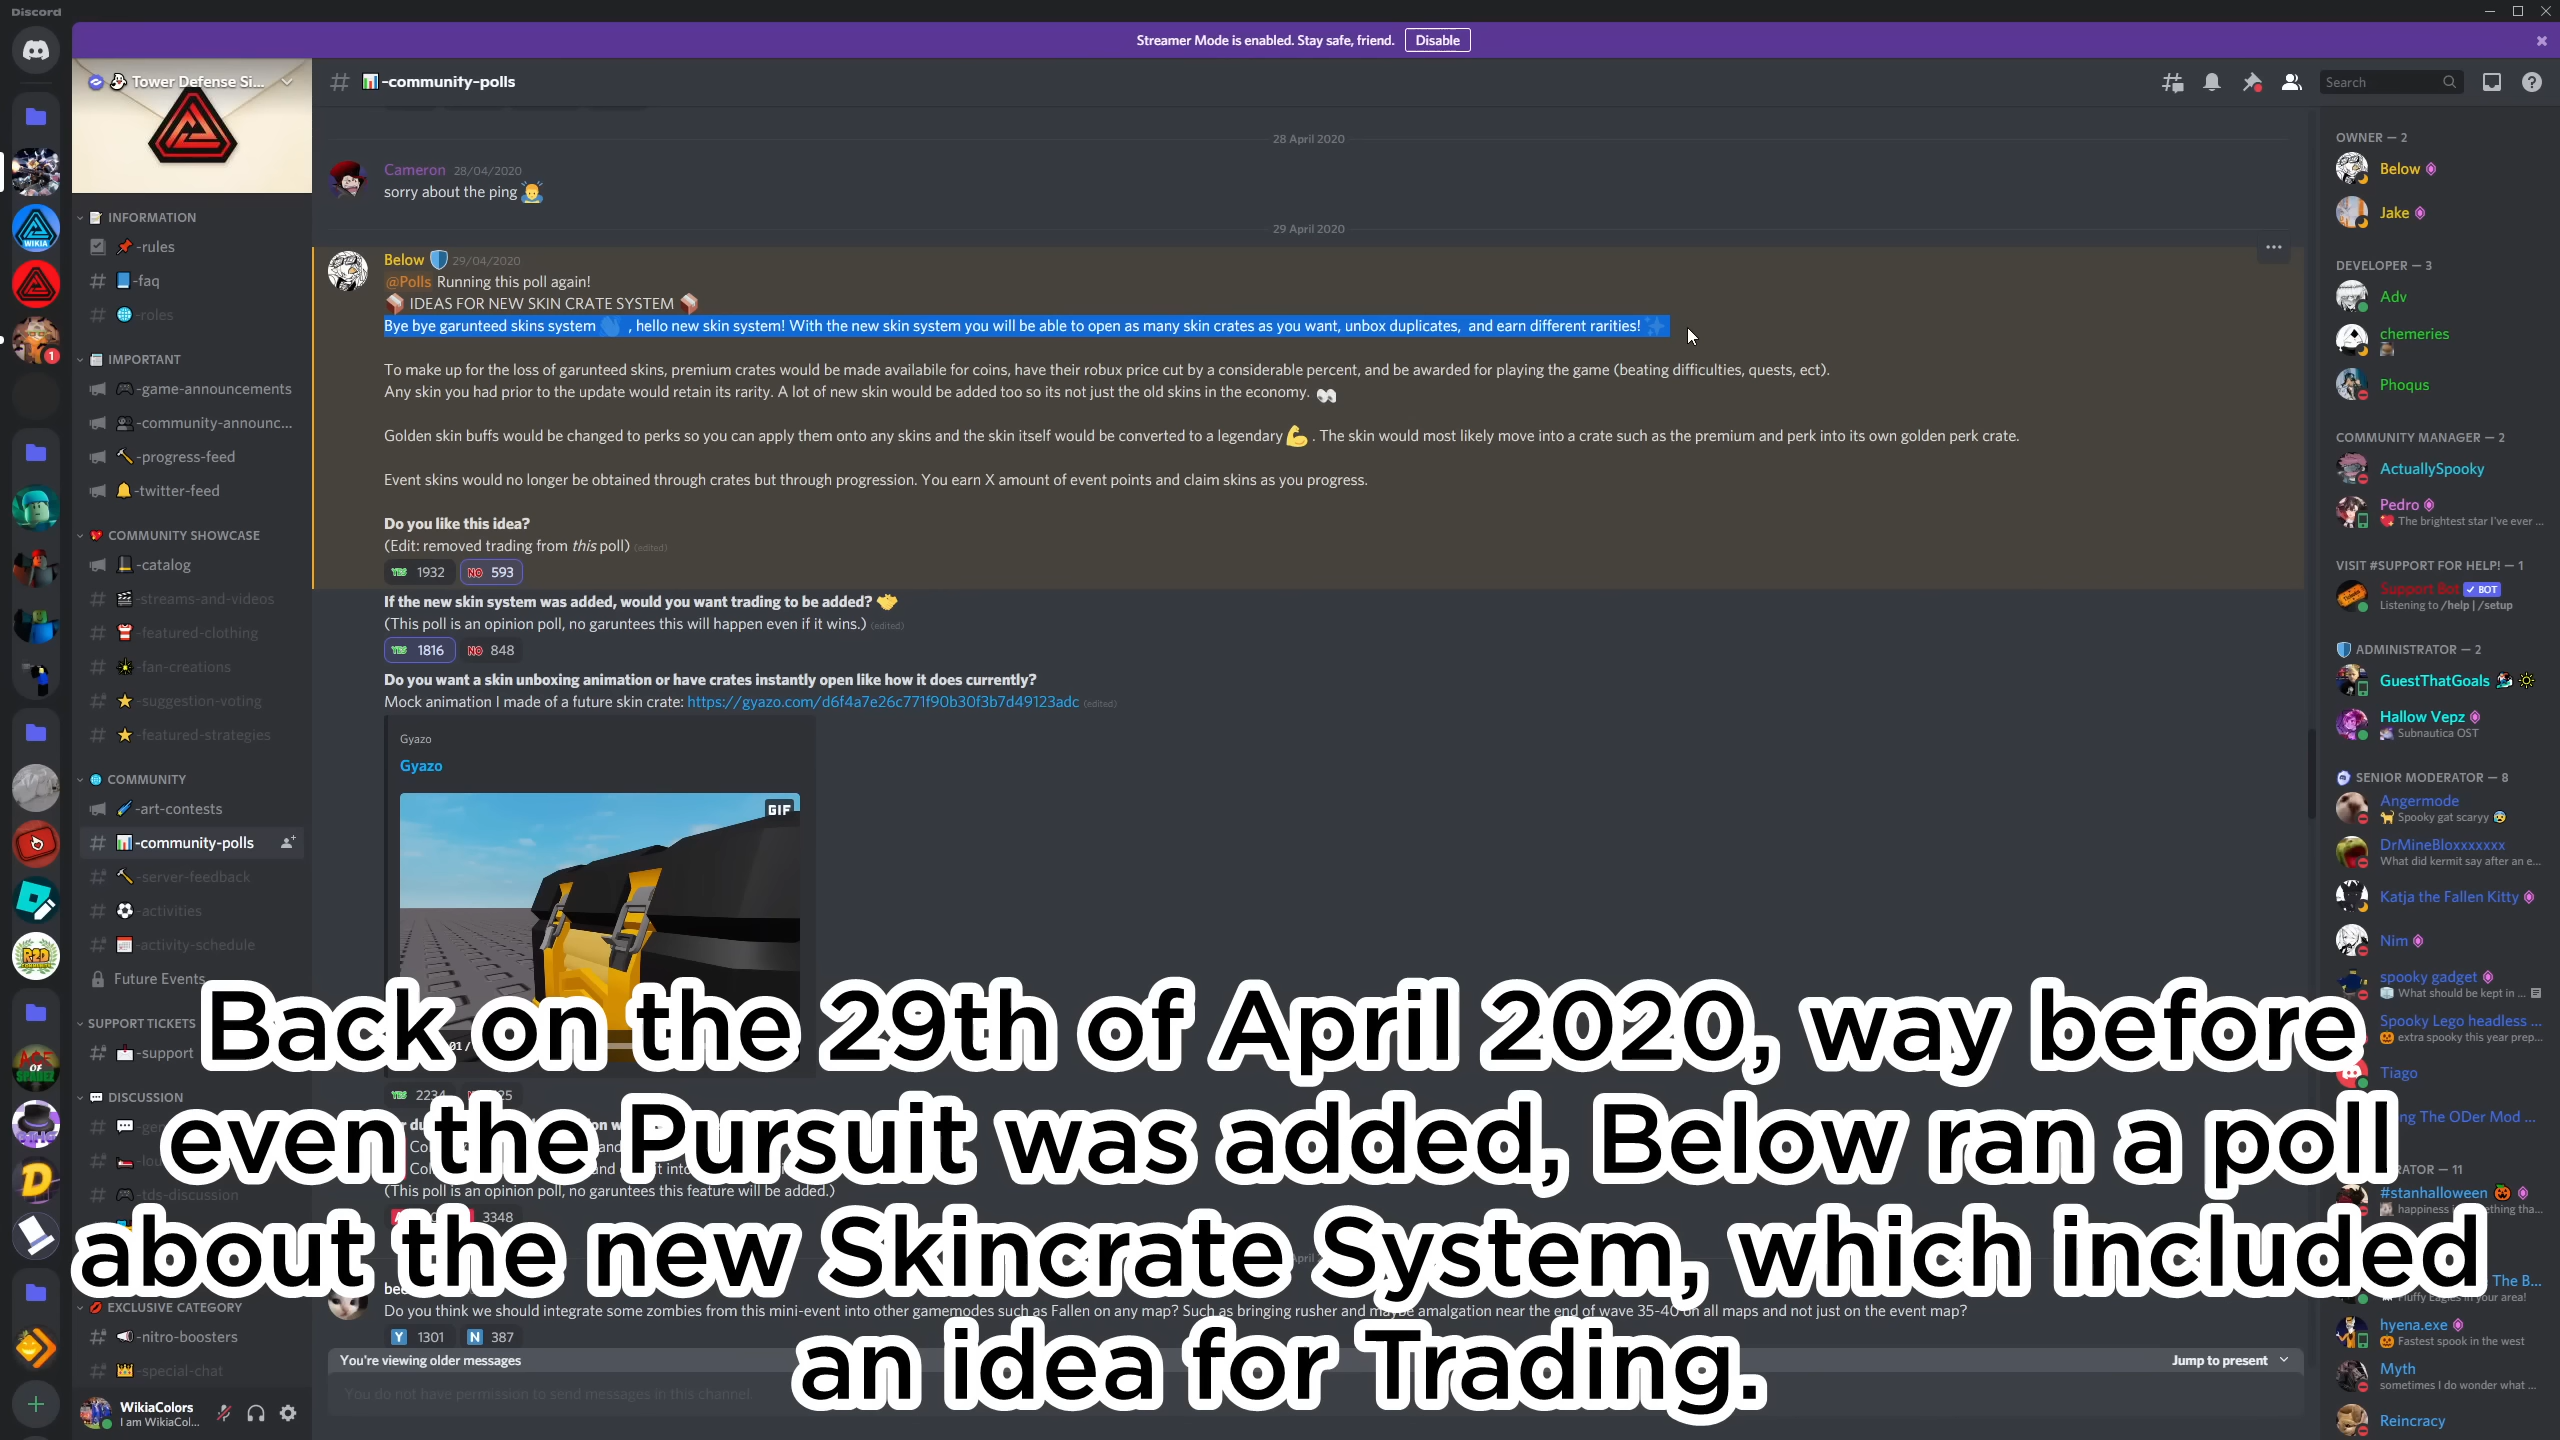 Discord
Streamer Mode is enabled. Stay safe, friend. Disable
Tower Defense Si...
-community-polls
Search
INFORMATION
-rules
-faq
-roles
IMPORTANT
-game-announcements
-community-announc...
-progress-feed
-twitter-feed
COMMUNITY SHOWCASE
-catalog
-streams-and-videos
-featured-clothing
-fan-creations
-suggestion-voting
-featured-strategies
COMMUNITY
-art-contests
-community-polls
-server-feedback
-activities
-activity-schedule
Future Events
SUPPORT TICKETS
-support
DISCUSSION
-tds-discussion
EXCLUSIVE CATEGORY
-nitro-boosters
-special-chat
WikiaColors
I am WikiaCol...
WIKIA
1
R2D
ACE
OF
SPADEZ
28 April 2020
Cameron 28/04/2020
sorry about the ping
29 April 2020
Below 29/04/2020
@Polls Running this poll again!
IDEAS FOR NEW SKIN CRATE SYSTEM
Bye bye garunteed skins system , hello new skin system! With the new skin system you will be able to open as many skin crates as you want, unbox duplicates, and earn different rarities!
To make up for the loss of garunteed skins, premium crates would be made availabile for coins, have their robux price cut by a considerable percent, and be awarded for playing the game (beating difficulties, quests, ect).
Any skin you had prior to the update would retain its rarity. A lot of new skin would be added too so its not just the old skins in the economy.
Golden skin buffs would be changed to perks so you can apply them onto any skins and the skin itself would be converted to a legendary . The skin would most likely move into a crate such as the premium and perk into its own golden perk crate.
Event skins would no longer be obtained through crates but through progression. You earn X amount of event points and claim skins as you progress.
Do you like this idea?
(Edit: removed trading from this poll) (edited)
YES 1932 NO 593
If the new skin system was added, would you want trading to be added?
(This poll is an opinion poll, no garuntees this will happen even if it wins.) (edited)
YES 1816 NO 848
Do you want a skin unboxing animation or have crates instantly open like how it does currently?
Mock animation I made of a future skin crate: https://gyazo.com/d6f4a7e26c771f90b30f3b7d49123adc (edited)
Gyazo
Gyazo
GIF
YES 2234
(This poll is an opinion poll, no garuntees this feature will be added.)
3348
Do you think we should integrate some zombies from this mini-event into other gamemodes such as Fallen on any map? Such as bringing rusher and maybe amalgation near the end of wave 35-40 on all maps and not just on the event map?
Y 1301 N 387
You're viewing older messages
Jump to present
You do not have permission to send messages in this channel.
Back on the 29th of April 2020, way before
even the Pursuit was added, Below ran a poll
about the new Skincrate System, which included
an idea for Trading.
OWNER — 2
Below
Jake
DEVELOPER — 3
Adv
chemeries
Phoqus
COMMUNITY MANAGER — 2
ActuallySpooky
Pedro
The brightest star I've ever ...
VISIT #SUPPORT FOR HELP! — 1
Support Bot BOT
Listening to /help | /setup
ADMINISTRATOR — 2
GuestThatGoals
Hallow Vepz
Subnautica OST
SENIOR MODERATOR — 8
Angermode
Spooky gat scaryy
DrMineBloxxxxxxx
What did kermit say after an e...
Katja the Fallen Kitty
Nim
spooky gadget
What should be kept in ...
Spooky Lego headless ...
extra spooky this year prep...
Tiago
The ODer Mod ...
#stanhalloween
The B...
hyena.exe
Fastest spook in the west
Myth
sometimes I do wonder what ...
Reincracy